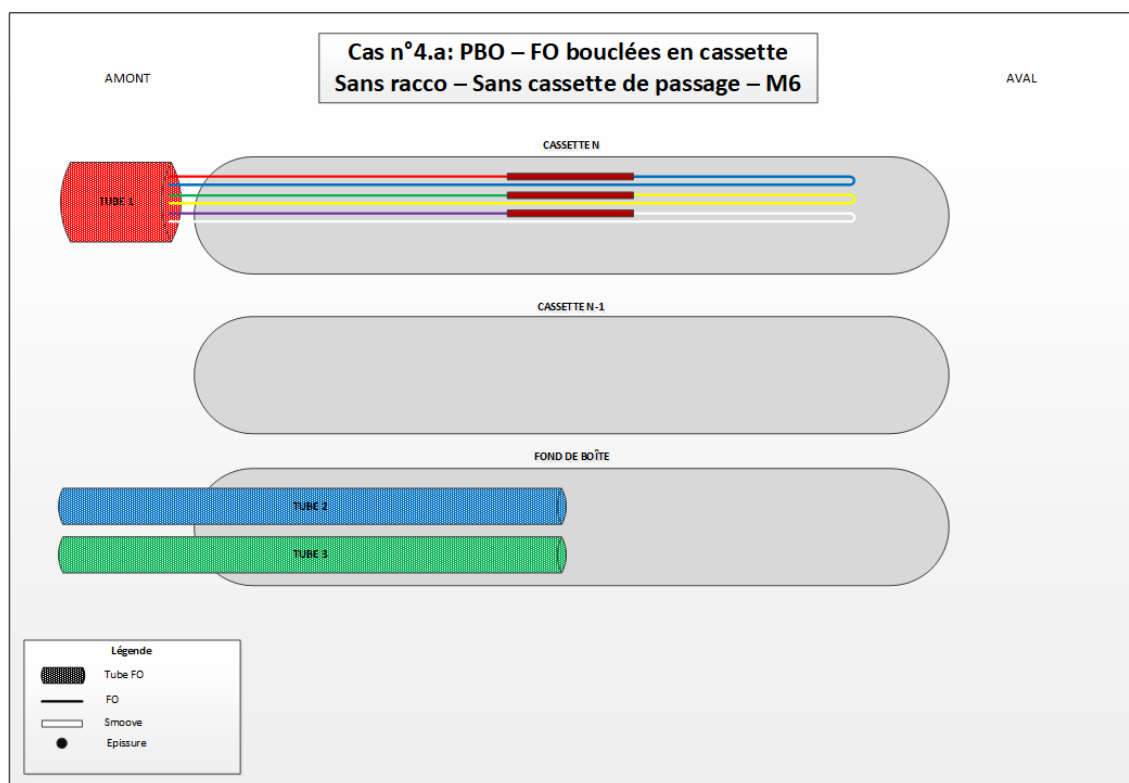 Cas n°4.a: PBO – FO bouclées en cassette
Sans racco – Sans cassette de passage – M6
AMONT
AVAL
CASSETTE N
TUBE 1
CASSETTE N-1
FOND DE BOÎTE
TUBE 2
TUBE 3
Légende
Tube FO
FO
Smoove
Epissure